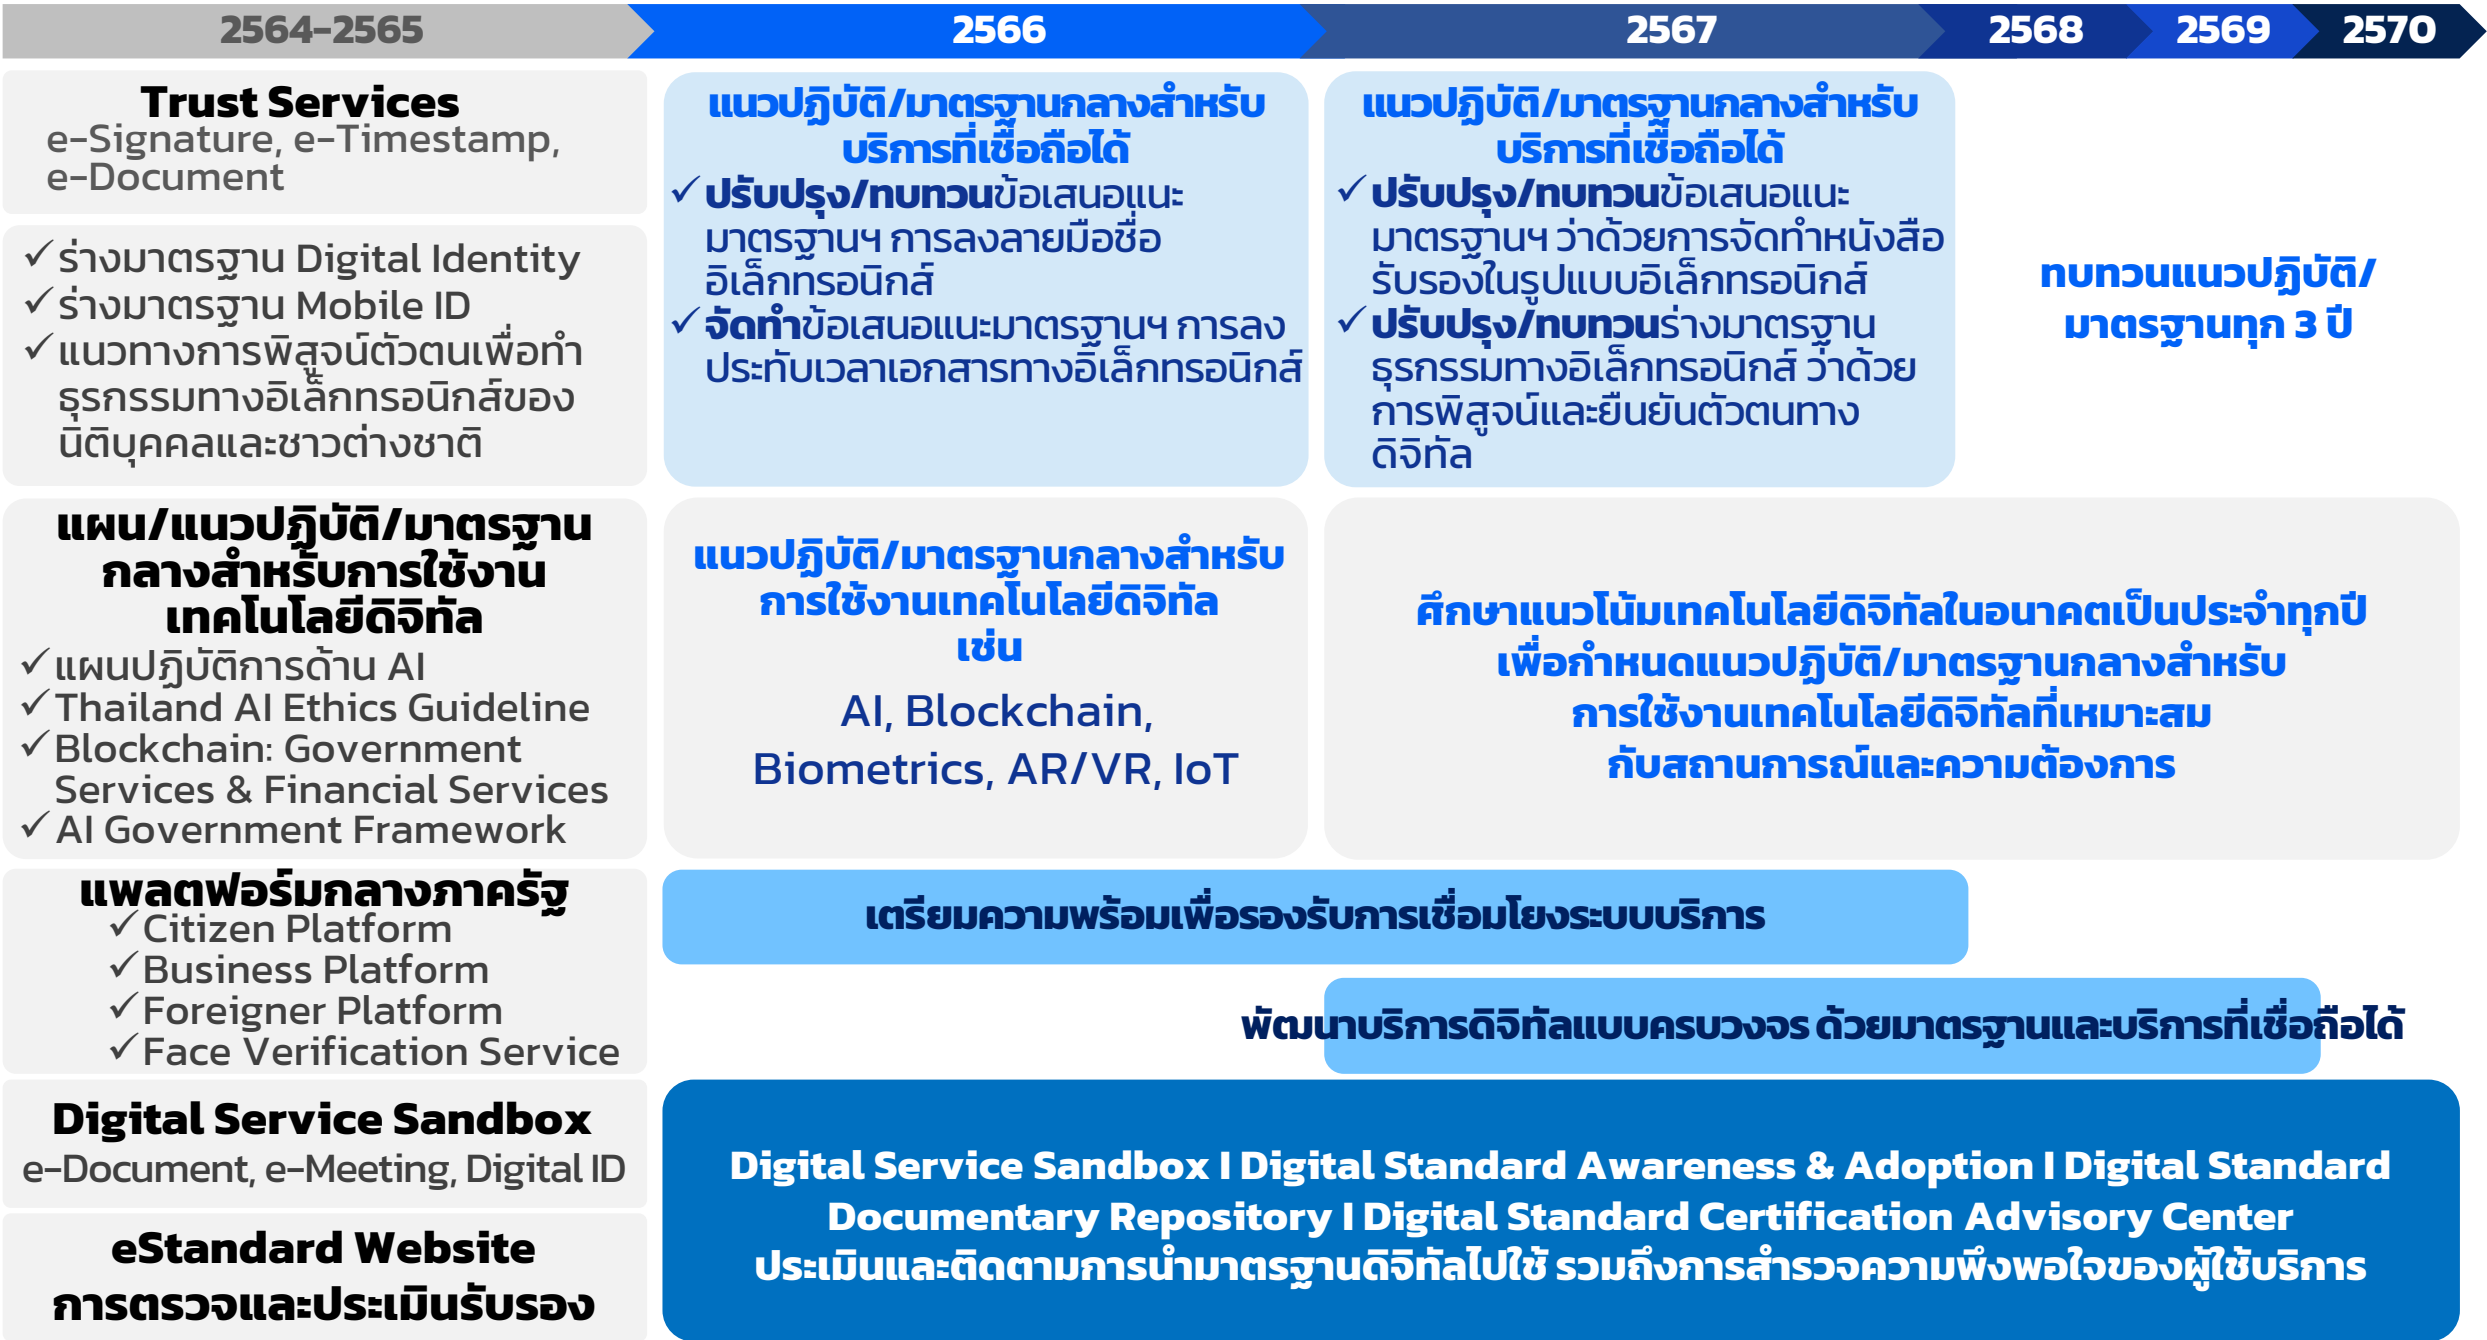 2564-2565
2566
2567
2568
2569
2570
Trust Services
e-Signature, e-Timestamp,
e-Document
✓ ร่างมาตรฐาน Digital Identity
✓ ร่างมาตรฐาน Mobile ID
✓ แนวทางการพิสูจน์ตัวตนเพื่อทำ
ธุรกรรมทางอิเล็กทรอนิกส์ของ
นิติบุคคลและชาวต่างชาติ
แนวปฏิบัติ/มาตรฐานกลางสำหรับ
บริการที่เชื่อถือได้
✓ ปรับปรุง/ทบทวนข้อเสนอแนะ
มาตรฐานฯ การลงลายมือชื่อ
อิเล็กทรอนิกส์
✓ จัดทำข้อเสนอแนะมาตรฐานฯ การลง
ประทับเวลาเอกสารทางอิเล็กทรอนิกส์
แนวปฏิบัติ/มาตรฐานกลางสำหรับ
บริการที่เชื่อถือได้
✓ ปรับปรุง/ทบทวนข้อเสนอแนะ
มาตรฐานฯ ว่าด้วยการจัดทำหนังสือ
รับรองในรูปแบบอิเล็กทรอนิกส์
✓ ปรับปรุง/ทบทวนร่างมาตรฐาน
ธุรกรรมทางอิเล็กทรอนิกส์ ว่าด้วย
การพิสูจน์และยืนยันตัวตนทาง
ดิจิทัล
ทบทวนแนวปฏิบัติ/
มาตรฐานทุก 3 ปี
แผน/แนวปฏิบัติ/มาตรฐาน
กลางสำหรับการใช้งาน
เทคโนโลยีดิจิทัล
✓ แผนปฏิบัติการด้าน AI
✓ Thailand AI Ethics Guideline
✓ Blockchain: Government
Services & Financial Services
✓ AI Government Framework
แนวปฏิบัติ/มาตรฐานกลางสำหรับ
การใช้งานเทคโนโลยีดิจิทัล
เช่น
AI, Blockchain,
Biometrics, AR/VR, IoT
ศึกษาแนวโน้มเทคโนโลยีดิจิทัลในอนาคตเป็นประจำทุกปี
เพื่อกำหนดแนวปฏิบัติ/มาตรฐานกลางสำหรับ
การใช้งานเทคโนโลยีดิจิทัลที่เหมาะสม
กับสถานการณ์และความต้องการ
แพลตฟอร์มกลางภาครัฐ
✓ Citizen Platform
✓ Business Platform
✓ Foreigner Platform
✓ Face Verification Service
เตรียมความพร้อมเพื่อรองรับการเชื่อมโยงระบบบริการ
พัฒนาบริการดิจิทัลแบบครบวงจร ด้วยมาตรฐานและบริการที่เชื่อถือได้
Digital Service Sandbox
e-Document, e-Meeting, Digital ID
eStandard Website
การตรวจและประเมินรับรอง
Digital Service Sandbox I Digital Standard Awareness & Adoption I Digital Standard
Documentary Repository I Digital Standard Certification Advisory Center
ประเมินและติดตามการนำมาตรฐานดิจิทัลไปใช้ รวมถึงการสำรวจความพึงพอใจของผู้ใช้บริการ